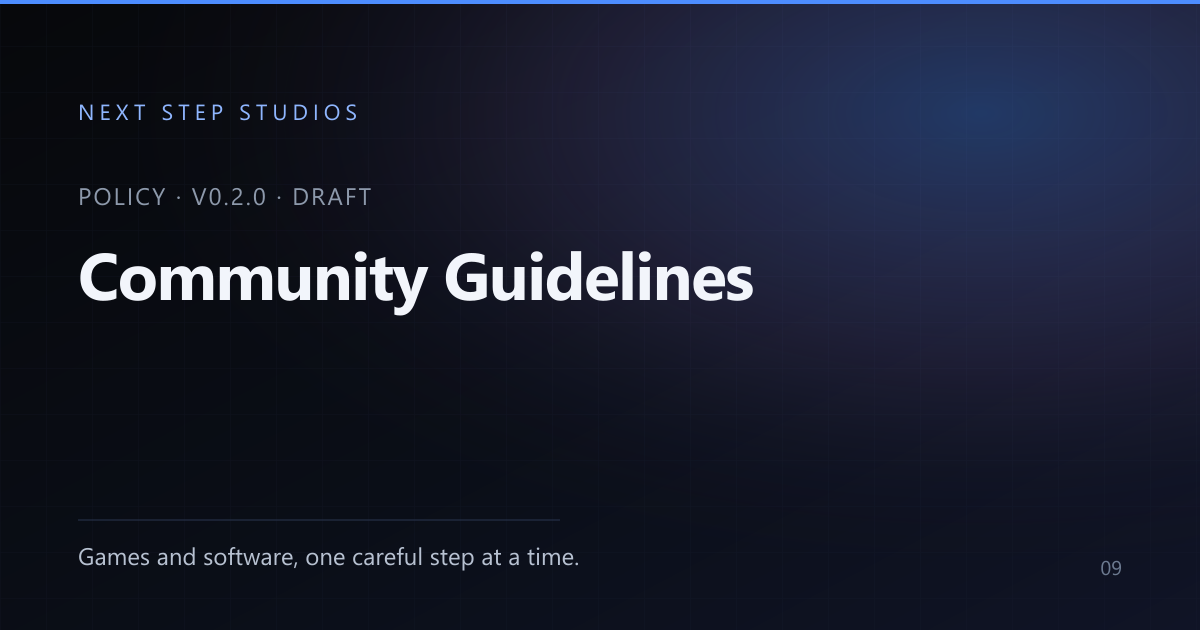 NEXT STEP STUDIOS
POLICY · V0.2.0 · DRAFT
Community Guidelines
Games and software, one careful step at a time.
09